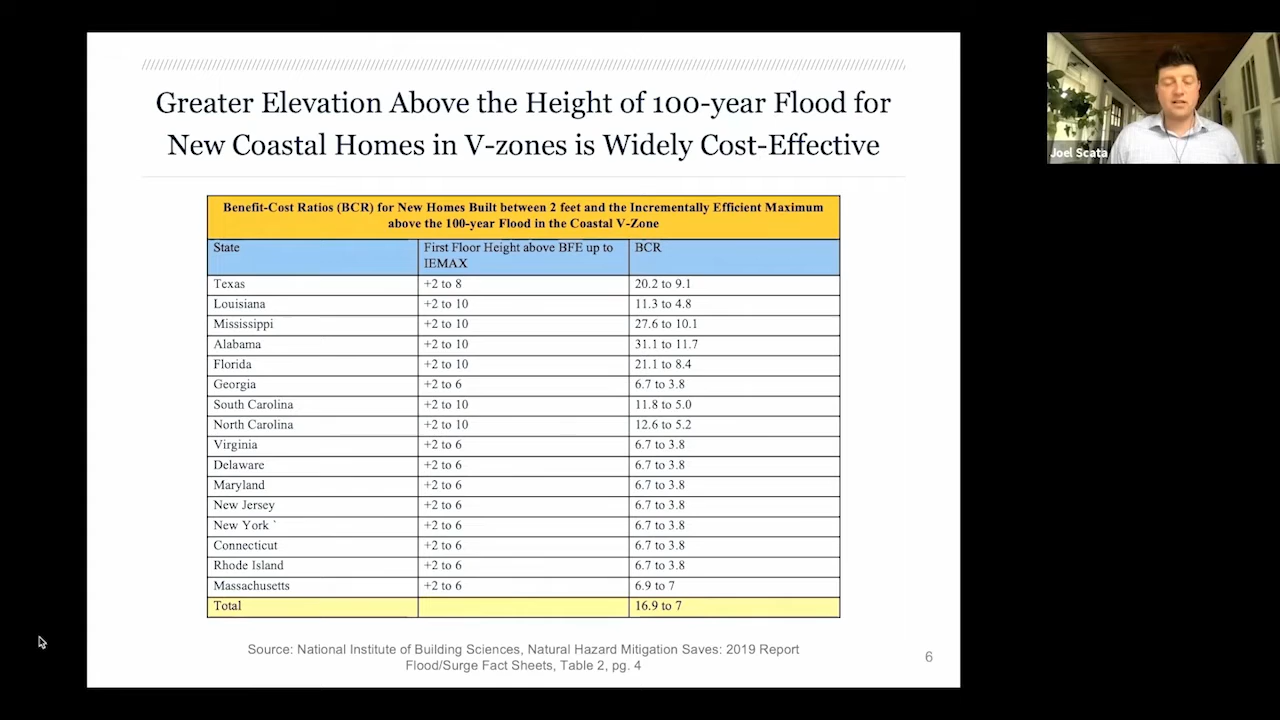 Greater Elevation Above the Height of 100-year Flood for
New Coastal Homes in V-zones is Widely Cost-Effective
Benefit-Cost Ratios (BCR) for New Homes Built between 2 feet and the Incrementally Efficient Maximum
above the 100-year Flood in the Coastal V-Zone
State First Floor Height above BFE up to IEMAX BCR
Texas +2 to 8 20.2 to 9.1
Louisiana +2 to 10 11.3 to 4.8
Mississippi +2 to 10 27.6 to 10.1
Alabama +2 to 10 31.1 to 11.7
Florida +2 to 10 21.1 to 8.4
Georgia +2 to 6 6.7 to 3.8
South Carolina +2 to 10 11.8 to 5.0
North Carolina +2 to 10 12.6 to 5.2
Virginia +2 to 6 6.7 to 3.8
Delaware +2 to 6 6.7 to 3.8
Maryland +2 to 6 6.7 to 3.8
New Jersey +2 to 6 6.7 to 3.8
New York ` +2 to 6 6.7 to 3.8
Connecticut +2 to 6 6.7 to 3.8
Rhode Island +2 to 6 6.7 to 3.8
Massachusetts +2 to 6 6.9 to 7
Total 16.9 to 7
Source: National Institute of Building Sciences, Natural Hazard Mitigation Saves: 2019 Report
Flood/Surge Fact Sheets, Table 2, pg. 4
6
Joel Scata